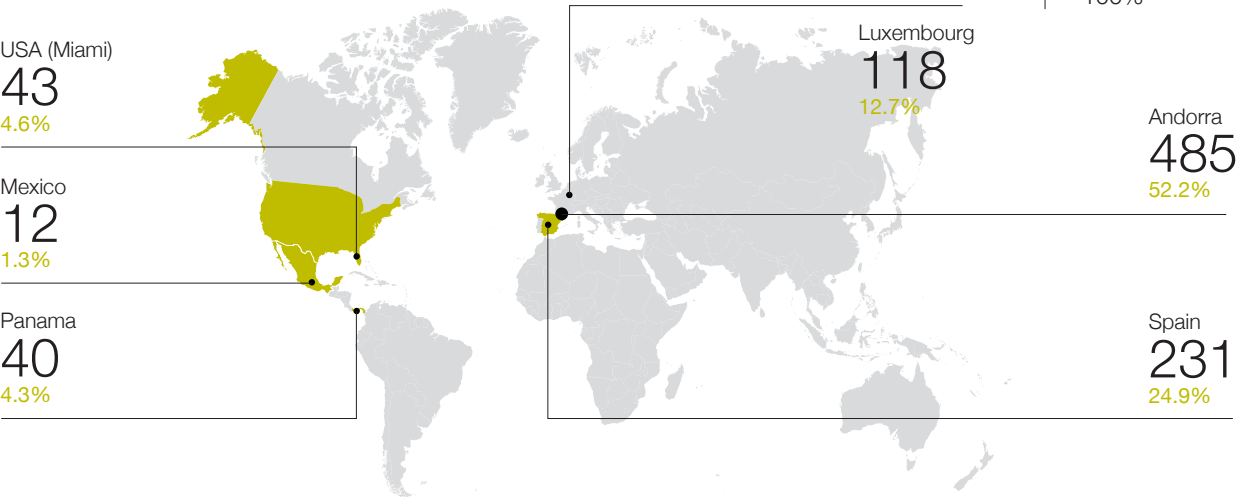 USA (Miami)
43
4.6%
Mexico
12
1.3%
Panama
40
4.3%
Luxembourg
118
12.7%
Andorra
485
52.2%
Spain
231
24.9%